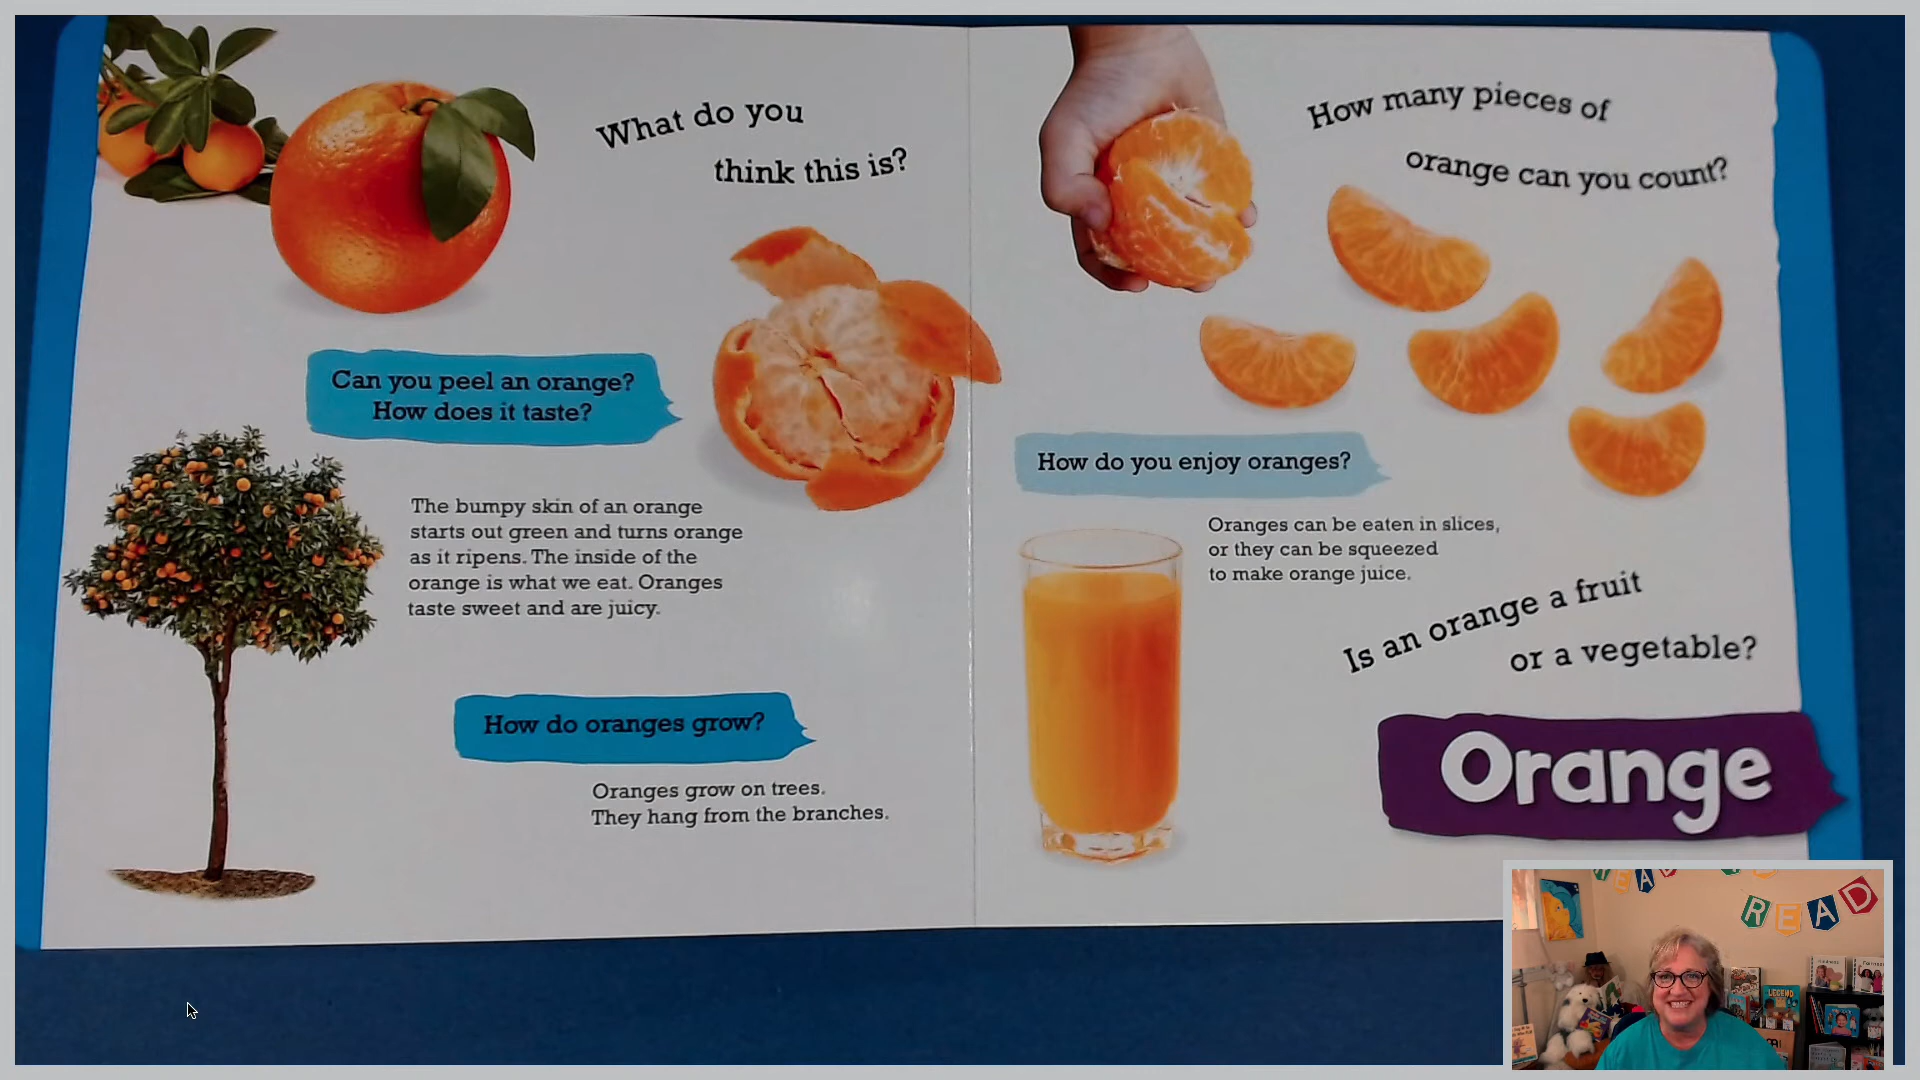 What do you
think this is?
Can you peel an orange?
How does it taste?
The bumpy skin of an orange
starts out green and turns orange
as it ripens. The inside of the
orange is what we eat. Oranges
taste sweet and are juicy.
How do oranges grow?
Oranges grow on trees.
They hang from the branches.
How many pieces of
orange can you count?
How do you enjoy oranges?
Oranges can be eaten in slices,
or they can be squeezed
to make orange juice.
Is an orange a fruit
or a vegetable?
Orange
READ
LEGEND